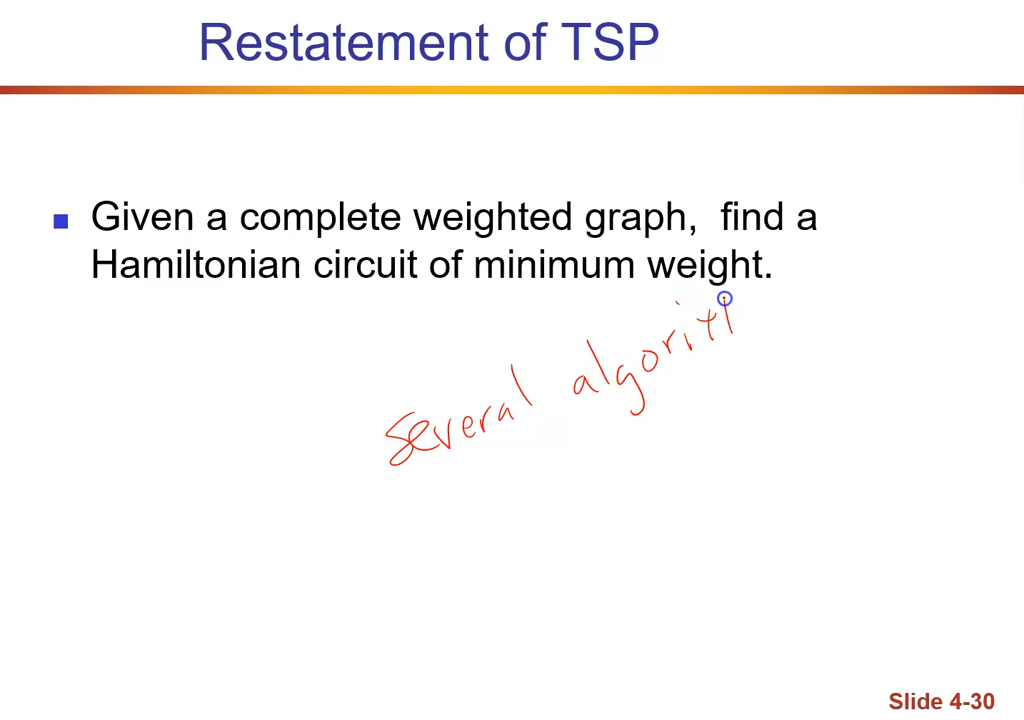 Restatement of TSP
Given a complete weighted graph, find a
Hamiltonian circuit of minimum weight.
several algorith
Slide 4-30